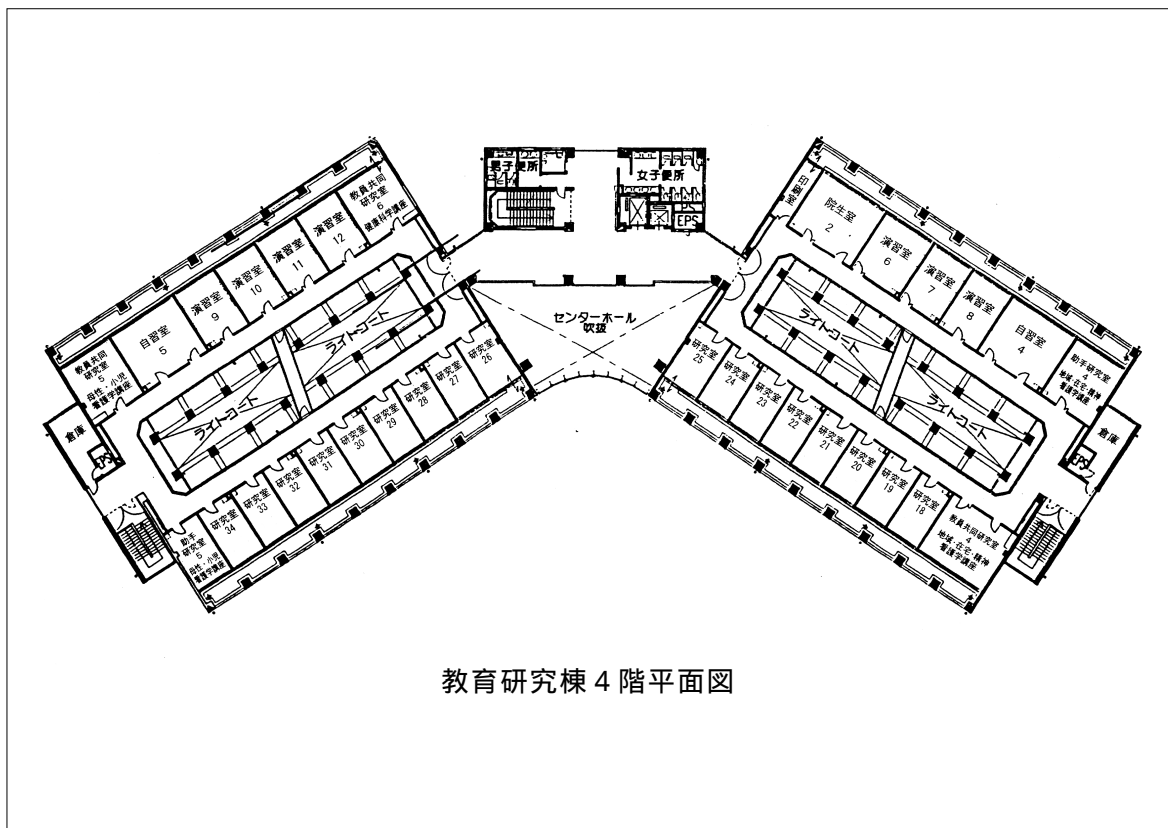 男子便所
女子便所
PS
EPS
教員共同
研究室
6
健康科学講座
演習室
12
演習室
11
演習室
10
演習室
9
自習室
5
教員共同
研究室
5
母性・小児
看護学講座
倉庫
EPS
ライトコート
ライトコート
助手
研究室
5
母性・小児
看護学講座
研究室
34
研究室
33
研究室
32
研究室
31
研究室
30
研究室
29
研究室
28
研究室
27
研究室
26
センターホール
吹抜
印刷室
院生室
2
演習室
6
演習室
7
演習室
8
自習室
4
助手研究室
4
地域・在宅・精神
看護学講座
倉庫
EPS
ライトコート
ライトコート
研究室
25
研究室
24
研究室
23
研究室
22
研究室
21
研究室
20
研究室
19
研究室
18
教員共同研究室
4
地域・在宅・精神
看護学講座
教育研究棟４階平面図